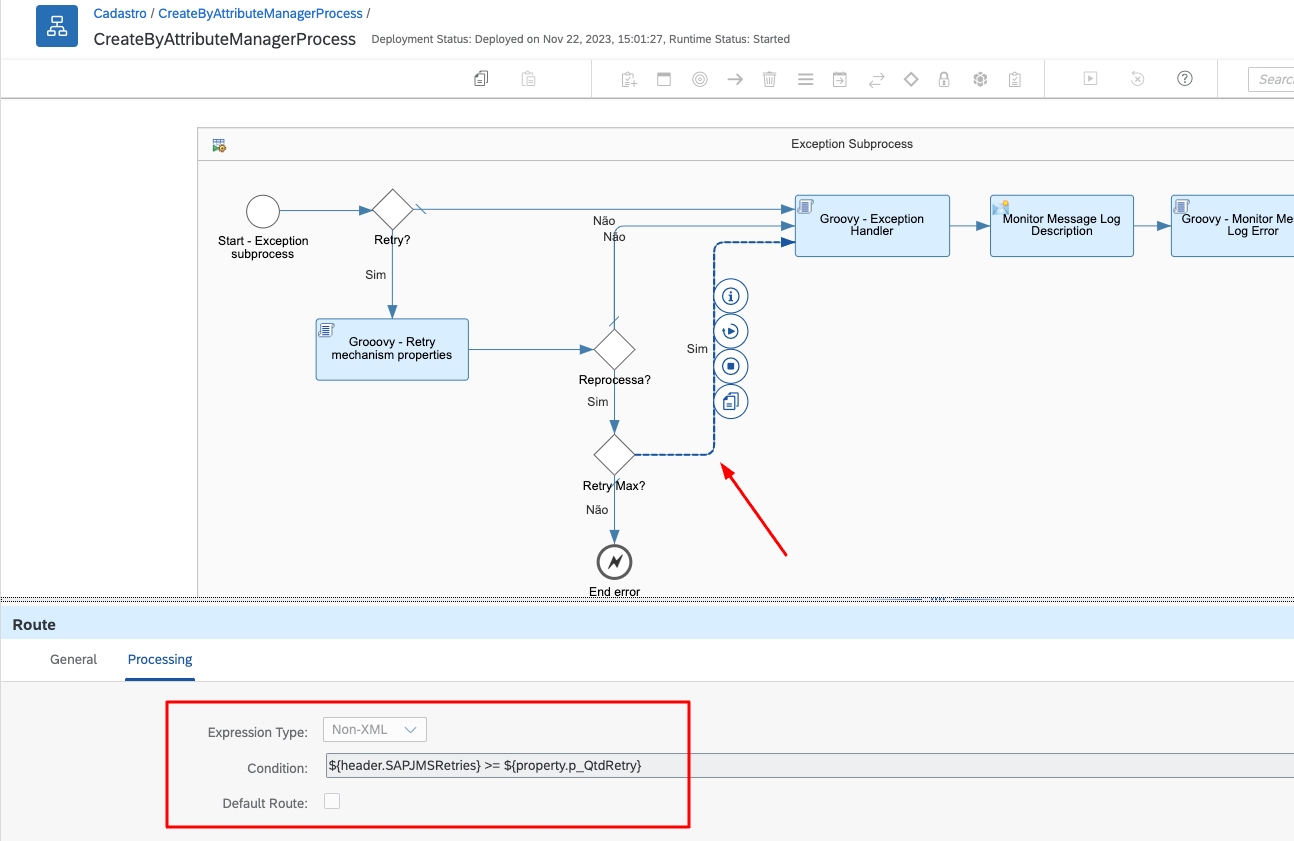 Cadastro / CreateByAttributeManagerProcess /
CreateByAttributeManagerProcess Deployment Status: Deployed on Nov 22, 2023, 15:01:27, Runtime Status: Started
Exception Subprocess
Start - Exception
subprocess
Retry?
Sim
Grooovy - Retry
mechanism properties
Não
Não
Reprocessa?
Sim
Retry Max?
Não
End error
Sim
Groovy - Exception
Handler
Monitor Message Log
Description
Groovy - Monitor
Log Error
Route
General Processing
Expression Type: Non-XML
Condition: ${header.SAPJMSRetries} >= ${property.p_QtdRetry}
Default Route: